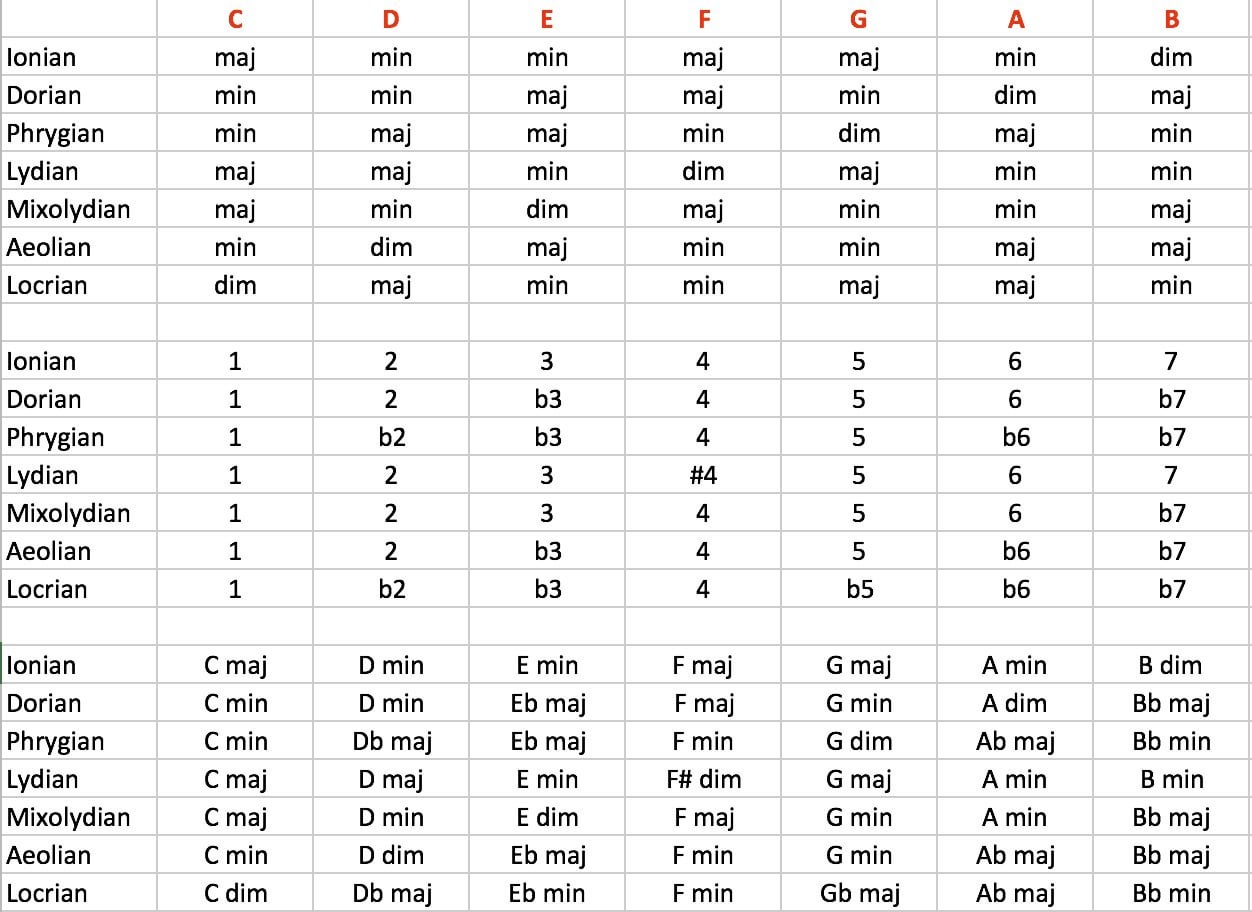 C D E F G A B
Ionian maj min min maj maj min dim
Dorian min min maj maj min dim maj
Phrygian min maj maj min dim maj min
Lydian maj maj min dim maj min min
Mixolydian maj min dim maj min min maj
Aeolian min dim maj min min maj maj
Locrian dim maj min min maj maj min
Ionian 1 2 3 4 5 6 7
Dorian 1 2 b3 4 5 6 b7
Phrygian 1 b2 b3 4 5 b6 b7
Lydian 1 2 3 #4 5 6 7
Mixolydian 1 2 3 4 5 6 b7
Aeolian 1 2 b3 4 5 b6 b7
Locrian 1 b2 b3 4 b5 b6 b7
Ionian C maj D min E min F maj G maj A min B dim
Dorian C min D min Eb maj F maj G min A dim Bb maj
Phrygian C min Db maj Eb maj F min G dim Ab maj Bb min
Lydian C maj D maj E min F# dim G maj A min B min
Mixolydian C maj D min E dim F maj G min A min Bb maj
Aeolian C min D dim Eb maj F min G min Ab maj Bb maj
Locrian C dim Db maj Eb min F min Gb maj Ab maj Bb min